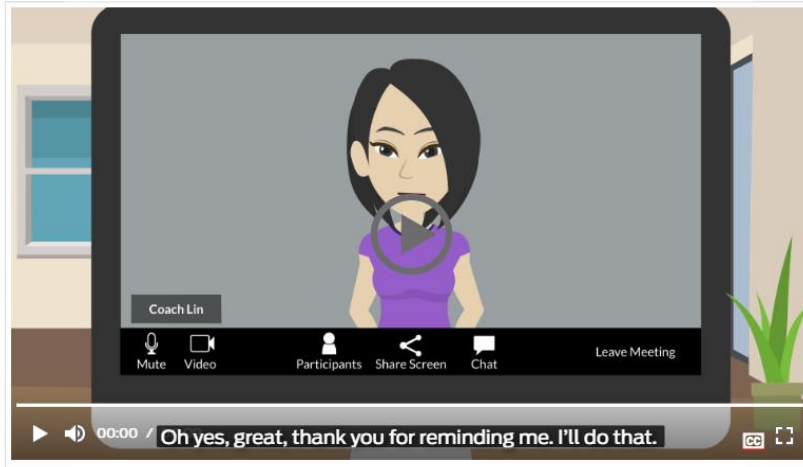 Coach Lin
Mute Video Participants Share Screen Chat Leave Meeting
00:00 / Oh yes, great, thank you for reminding me. I'll do that. CC